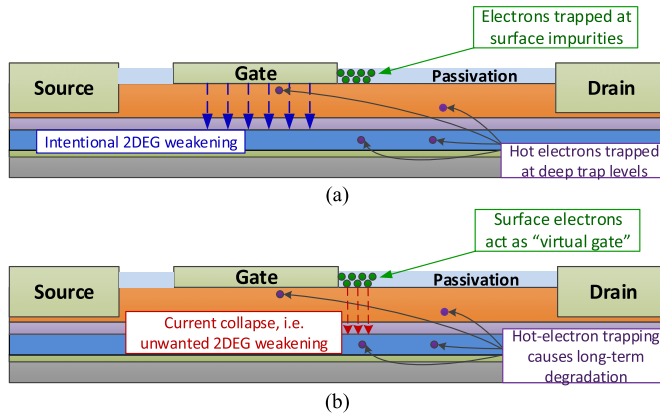 Electrons trapped at
surface impurities
Source
Gate
Passivation
Drain
Intentional 2DEG weakening
Hot electrons trapped
at deep trap levels
(a)
Surface electrons
act as “virtual gate”
Source
Gate
Passivation
Drain
Current collapse, i.e.
unwanted 2DEG weakening
Hot-electron trapping
causes long-term
degradation
(b)